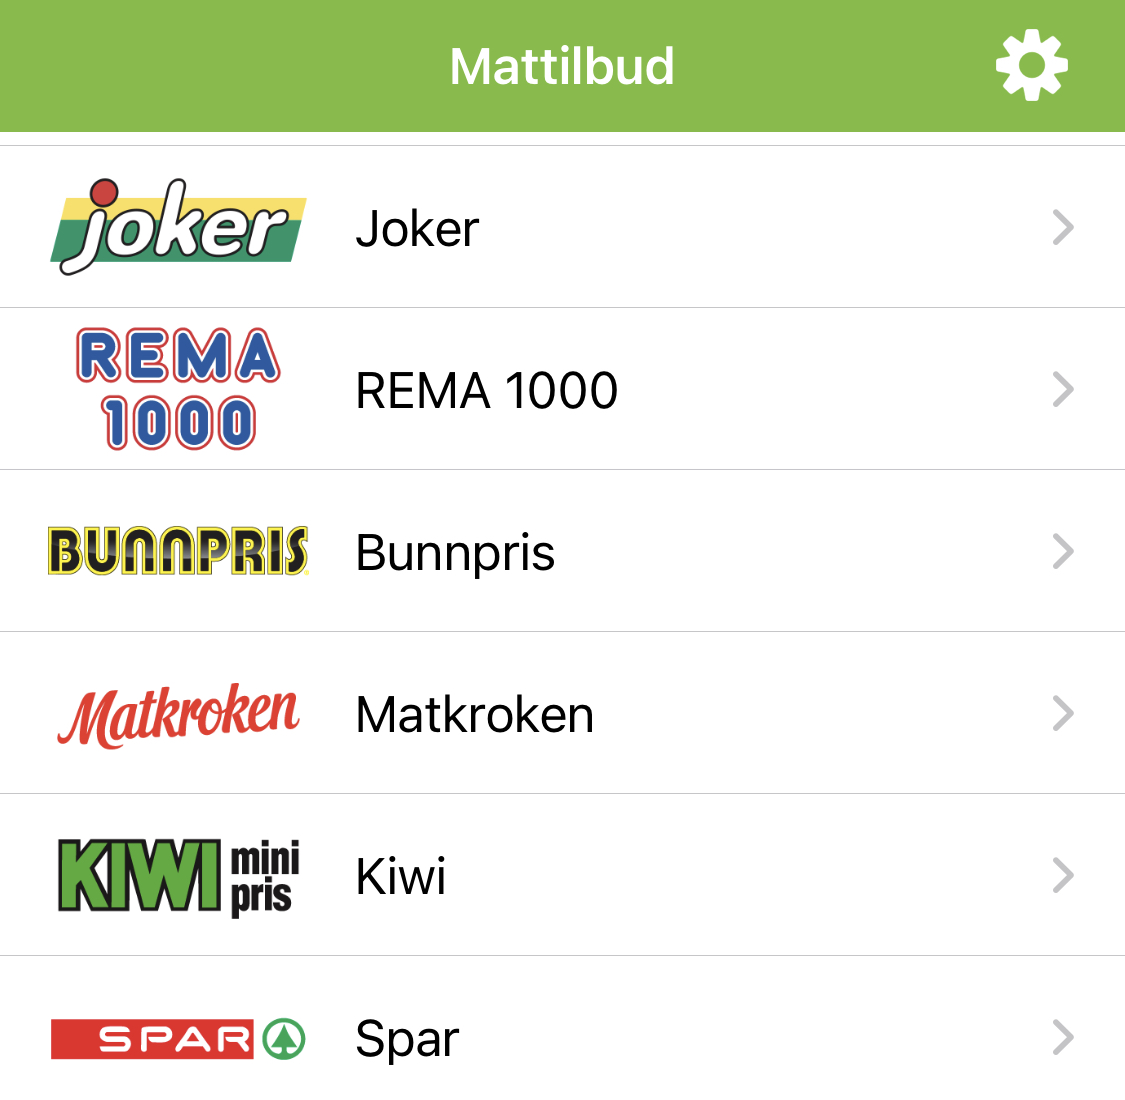 Mattilbud
joker
Joker
REMA
1000
REMA 1000
BUNNPRIS
Bunnpris
Matkroken
Matkroken
KIWI mini
pris
Kiwi
SPAR
Spar